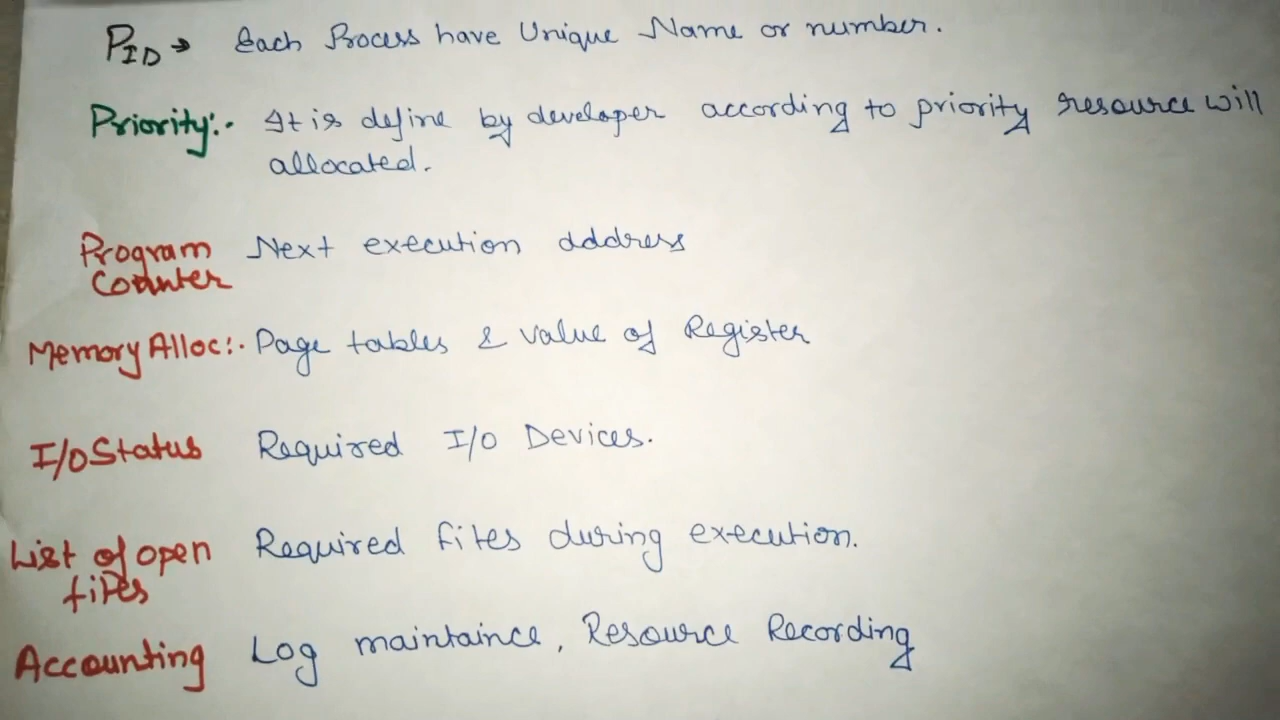 PID → Each Process have Unique Name or number.
Priority:- It is define by developer according to priority resource will
allocated.
Program Next execution address
Counter
Memory Alloc:- Page tables & value of Register
I/O Status Required I/O Devices.
List of open Required files during execution.
files
Accounting Log maintaince, Resource Recording